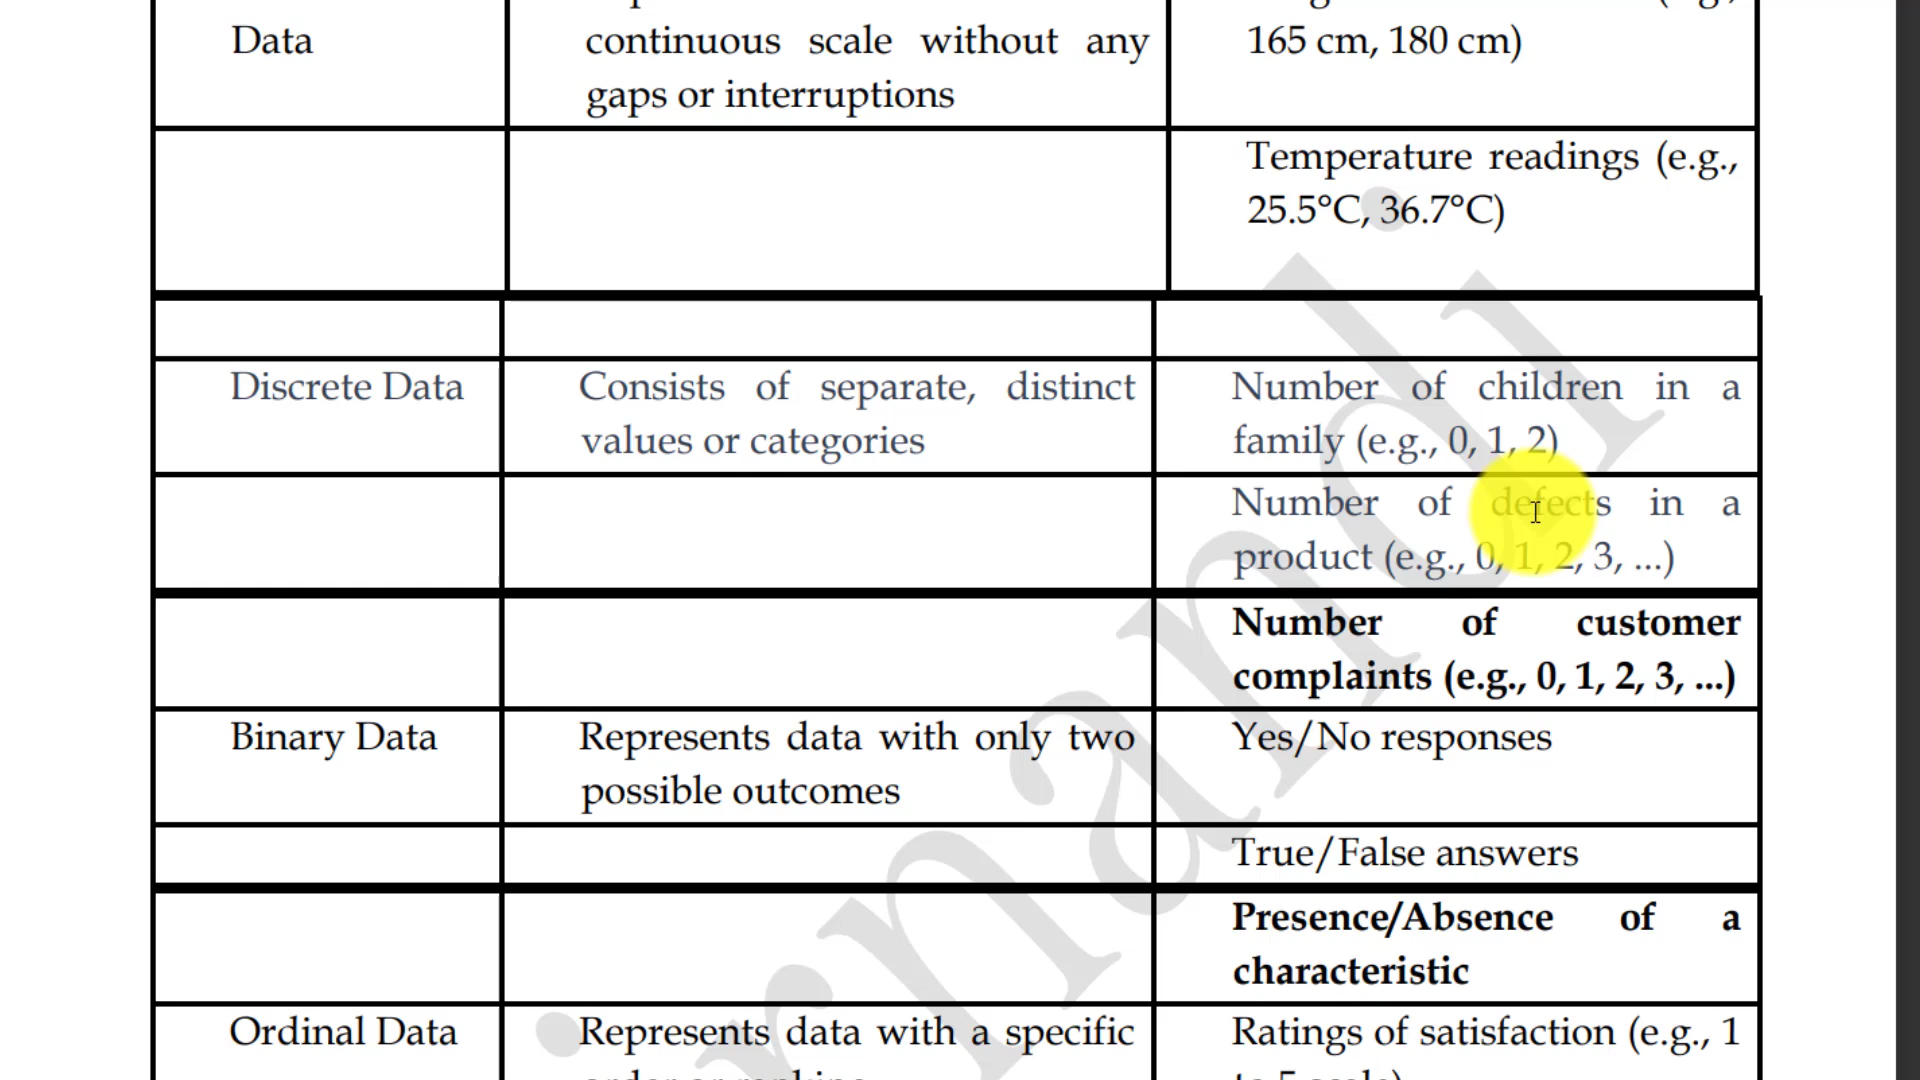 Data
continuous scale without any
gaps or interruptions
165 cm, 180 cm)
Temperature readings (e.g.,
25.5°C, 36.7°C)
Discrete Data
Consists of separate, distinct
values or categories
Number of children in a
family (e.g., 0, 1, 2)
Number of defects in a
product (e.g., 0, 1, 2, 3, ...)
Number of customer
complaints (e.g., 0, 1, 2, 3, ...)
Binary Data
Represents data with only two
possible outcomes
Yes/No responses
True/False answers
Presence/Absence of a
characteristic
Ordinal Data
Represents data with a specific
Ratings of satisfaction (e.g., 1